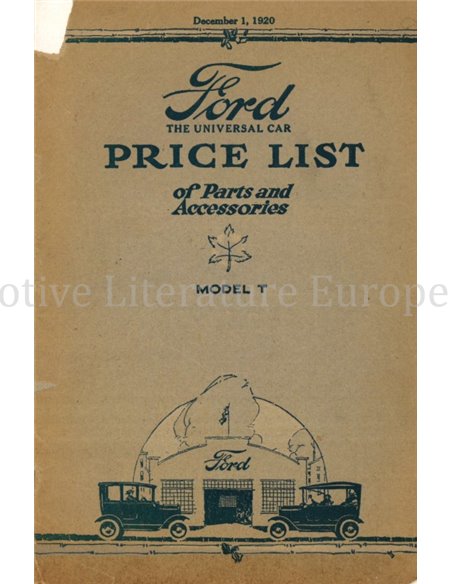 December 1, 1920
Ford
THE UNIVERSAL CAR
PRICE LIST
of Parts and
Accessories
otive Literature Europe
MODEL T
Ford